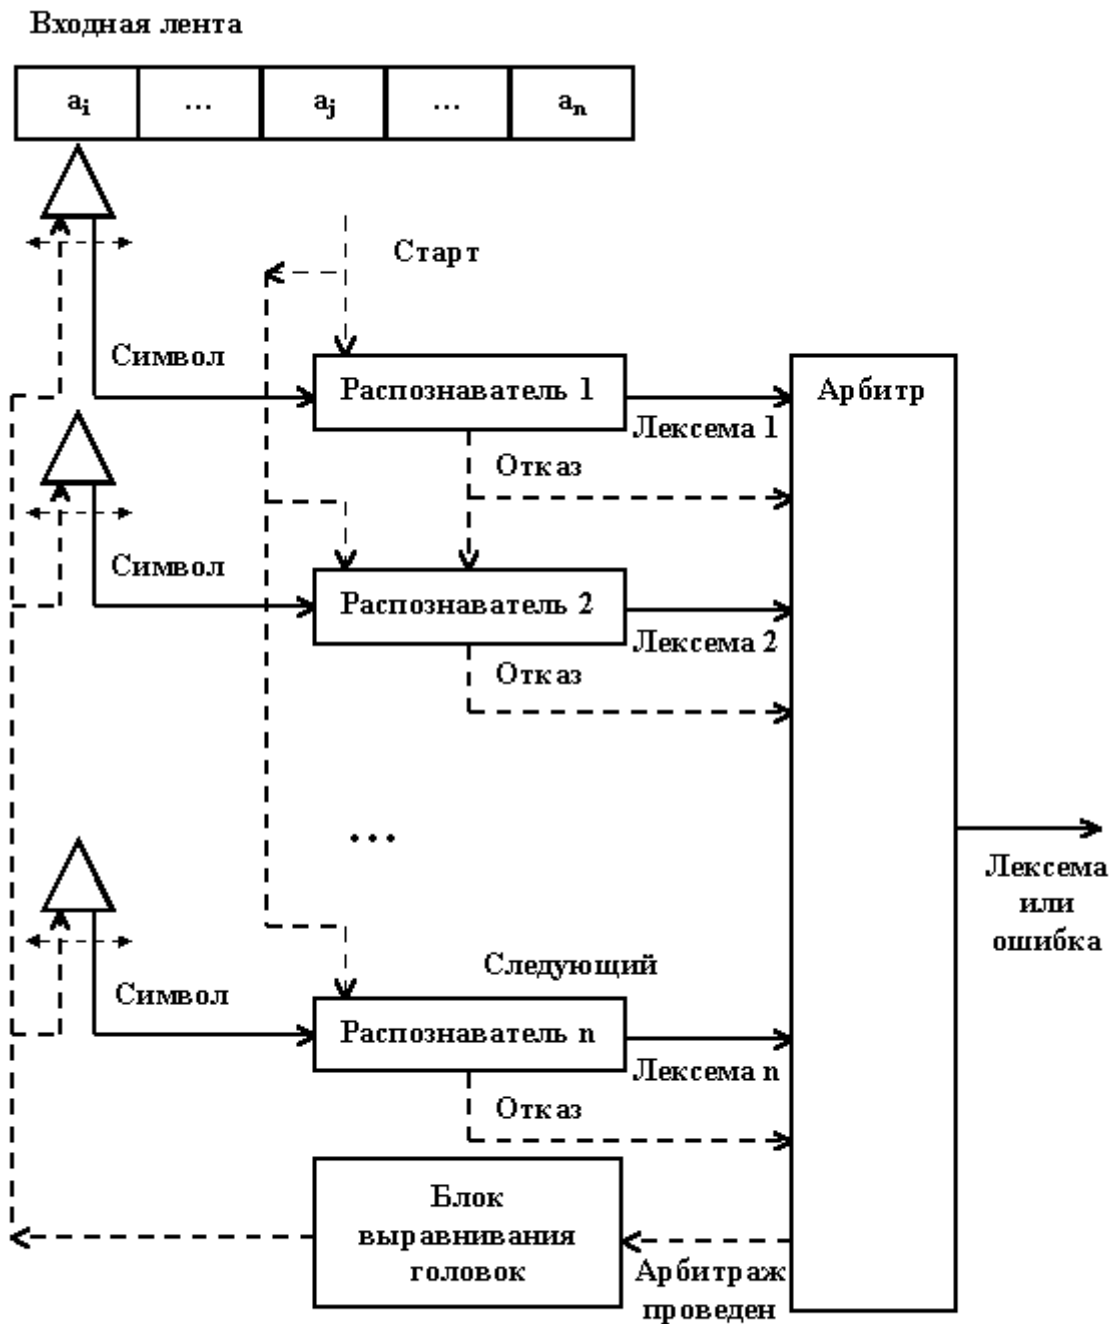 Входная лента
ai ... aj ... an
Старт
Символ
Распознаватель 1
Лексема 1
Арбитр
Отказ
Символ
Распознаватель 2
Лексема 2
Отказ
...
Лексема
или
ошибка
Следующий
Символ
Распознаватель n
Лексема n
Отказ
Блок
выравнивания
головок
Арбитраж
проведен